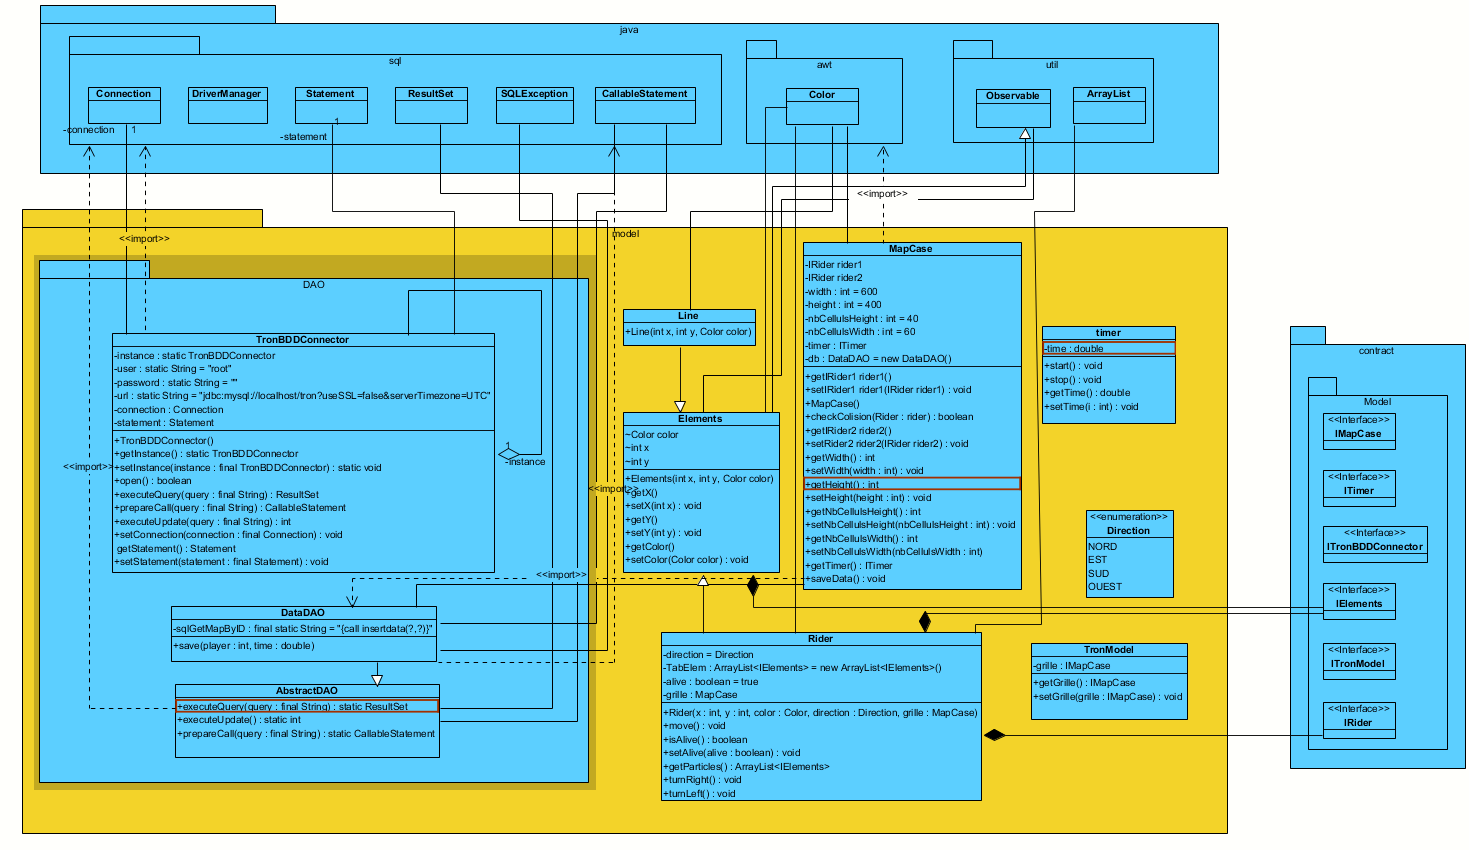 java
sql
Connection
DriverManager
Statement
ResultSet
SQLException
CallableStatement
-connection
1
1
-statement
awt
Color
util
Observable
ArrayList
<<import>>
<<import>>
<<import>>
<<import>>
<<import>>
model
DAO
TronBDDConnector
-instance : static TronBDDConnector
-user : static String = "root"
-password : static String = ""
-url : static String = "jdbc:mysql://localhost/tron?useSSL=false&serverTimezone=UTC"
-connection : Connection
-statement : Statement
+TronBDDConnector()
+getInstance() : static TronBDDConnector
+setInstance(instance : final TronBDDConnector) : static void
+open() : boolean
+executeQuery(query : final String) : ResultSet
+prepareCall(query : final String) : CallableStatement
+executeUpdate(query : final String) : int
+setConnection(connection : final Connection) : void
getStatement() : Statement
+setStatement(statement : final Statement) : void
1
-instance
DataDAO
-sqlGetMapByID : final static String = "{call insertdata(?,?)}"
+save(player : int, time : double)
AbstractDAO
+executeQuery(query : final String) : static ResultSet
+executeUpdate() : static int
+prepareCall(query : final String) : static CallableStatement
Line
+Line(int x, int y, Color color)
Elements
~Color color
~int x
~int y
+Elements(int x, int y, Color color)
+getX()
+setX(int x) : void
+getY()
+setY(int y) : void
+getColor()
+setColor(Color color) : void
MapCase
-IRider rider1
-IRider rider2
-width : int = 600
-height : int = 400
-nbCellulsHeight : int = 40
-nbCellulsWidth : int = 60
-timer : ITimer
-db : DataDAO = new DataDAO()
+getIRider1 rider1()
+setIRider1 rider1(IRider rider1) : void
+MapCase()
+checkColision(Rider : rider) : boolean
+getIRider2 rider2()
+setRider2 rider2(IRider rider2) : void
+getWidth() : int
+setWidth(width : int) : void
+getHeight() : int
+setHeight(height : int) : void
+getNbCellulsHeight() : int
+setNbCellulsHeight(nbCellulsHeight : int) : void
+getNbCellulsWidth() : int
+setNbCellulsWidth(nbCellulsWidth : int)
+getTimer() : ITimer
+saveData() : void
Rider
-direction = Direction
-TabElem : ArrayList<IElements> = new ArrayList<IElements>()
-alive : boolean = true
-grille : MapCase
+Rider(x : int, y : int, color : Color, direction : Direction, grille : MapCase)
+move() : void
+isAlive() : boolean
+setAlive(alive : boolean) : void
+getParticles() : ArrayList<IElements>
+turnRight() : void
+turnLeft() : void
timer
-time : double
+start() : void
+stop() : void
+getTime() : double
+setTime(i : int) : void
<<enumeration>>
Direction
NORD
EST
SUD
OUEST
TronModel
-grille : IMapCase
+getGrille() : IMapCase
+setGrille(grille : IMapCase) : void
contract
Model
<<Interface>>
IMapCase
<<Interface>>
ITimer
<<Interface>>
ITronBDDConnector
<<Interface>>
IElements
<<Interface>>
ITronModel
<<Interface>>
IRider